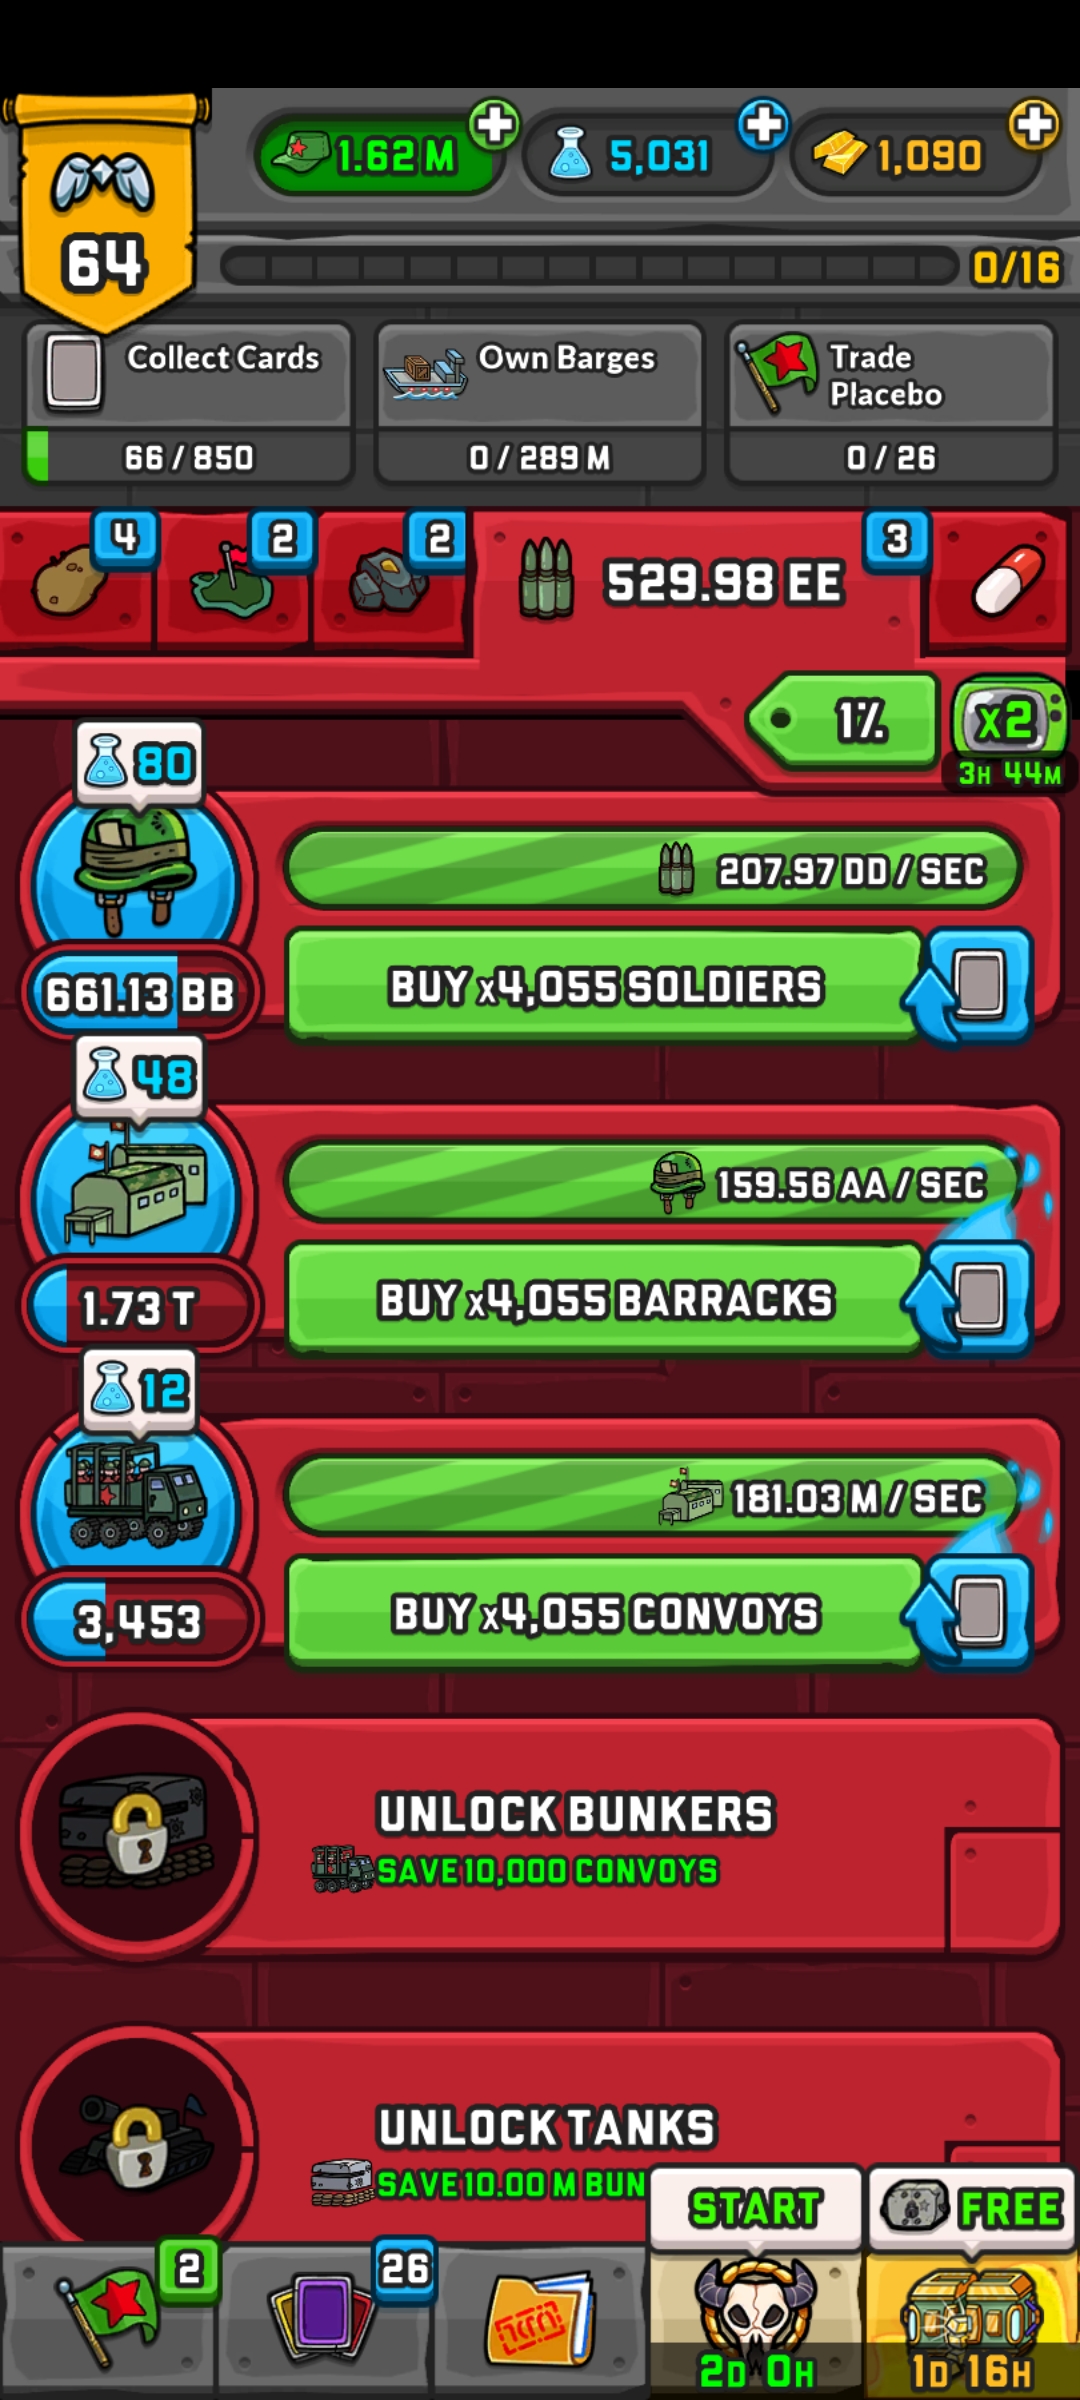 64
1.62 M
5,031
1,090
0/16
Collect Cards
66 / 850
Own Barges
0 / 289 M
Trade
Placebo
0 / 26
4
2
2
529.98 EE
3
1%
x2
3H 44M
80
207.97 DD / SEC
661.13 BB
BUY x4,055 SOLDIERS
48
159.56 AA / SEC
1.73 T
BUY x4,055 BARRACKS
12
181.03 M / SEC
3,453
BUY x4,055 CONVOYS
UNLOCK BUNKERS
SAVE 10,000 CONVOYS
UNLOCK TANKS
SAVE 10.00 M BUN
START
FREE
2
26
2D 0H
1D 16H